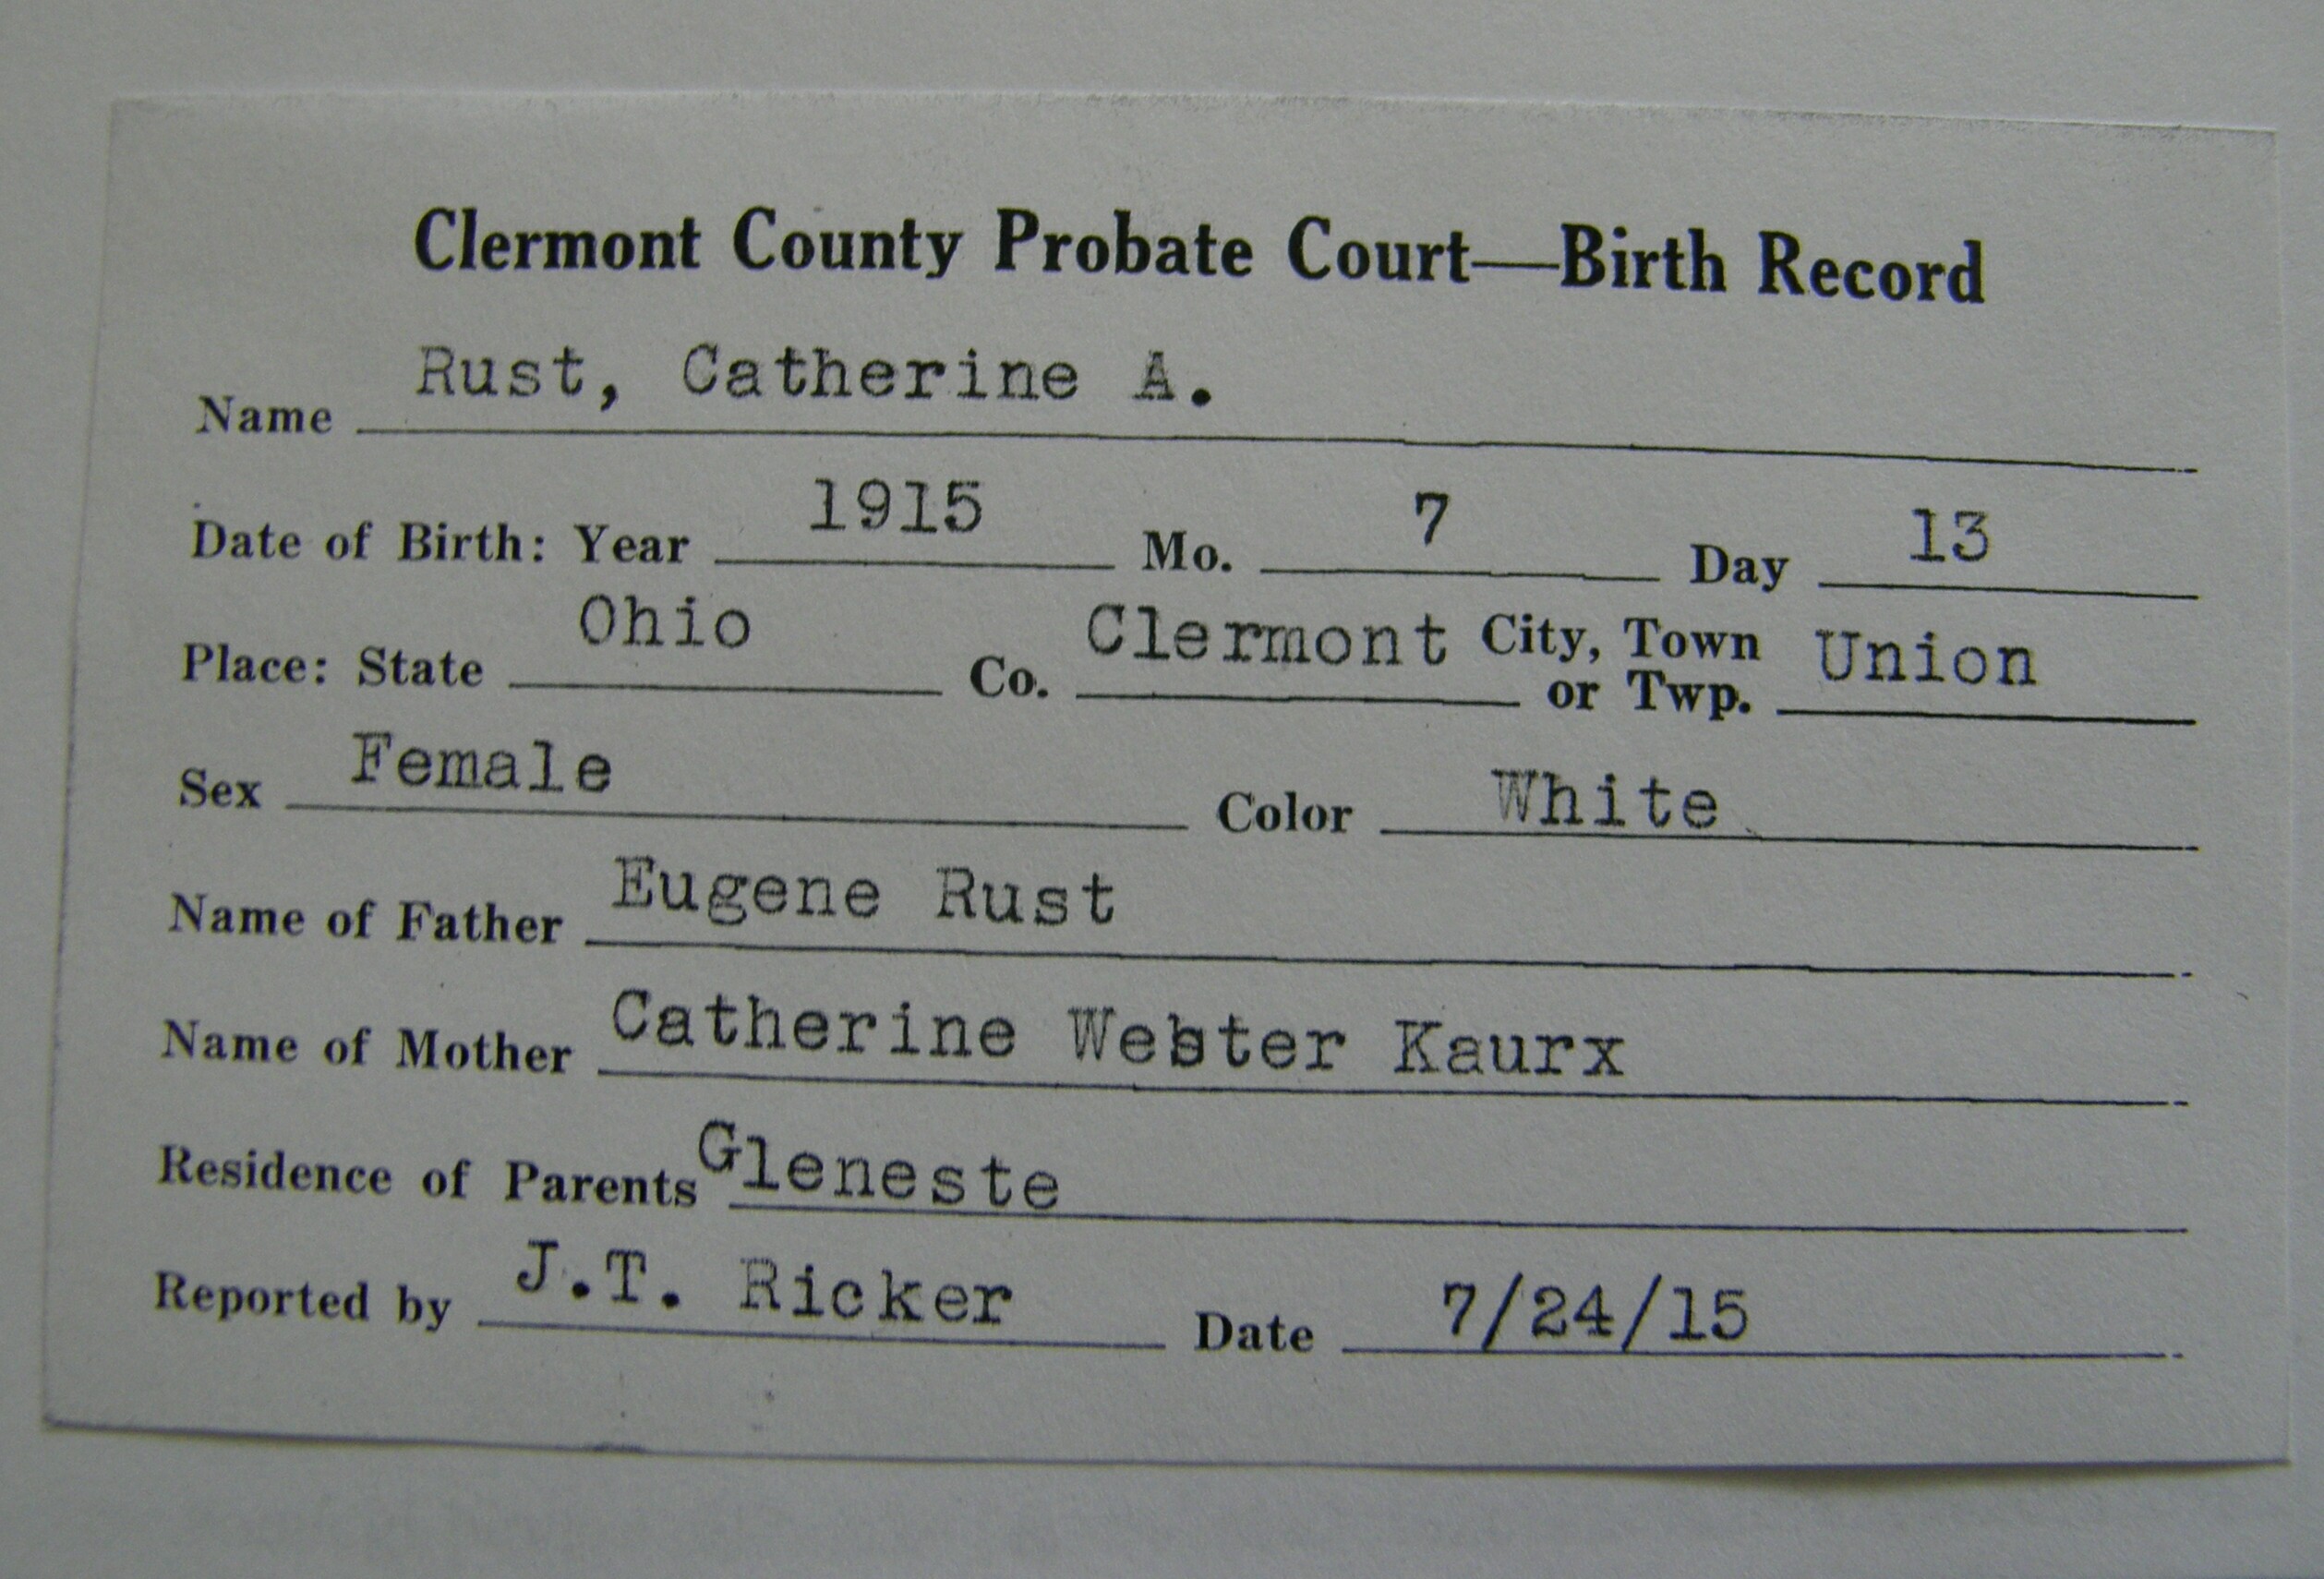 Clermont County Probate Court—Birth Record
Name Rust, Catherine A.
Date of Birth: Year 1915 Mo. 7 Day 13
Place: State Ohio Co. Clermont City, Town or Twp. Union
Sex Female Color White
Name of Father Eugene Rust
Name of Mother Catherine Kaurx
Residence of Parents Gleneste
Reported by J.T. Ricker Date 7/24/15